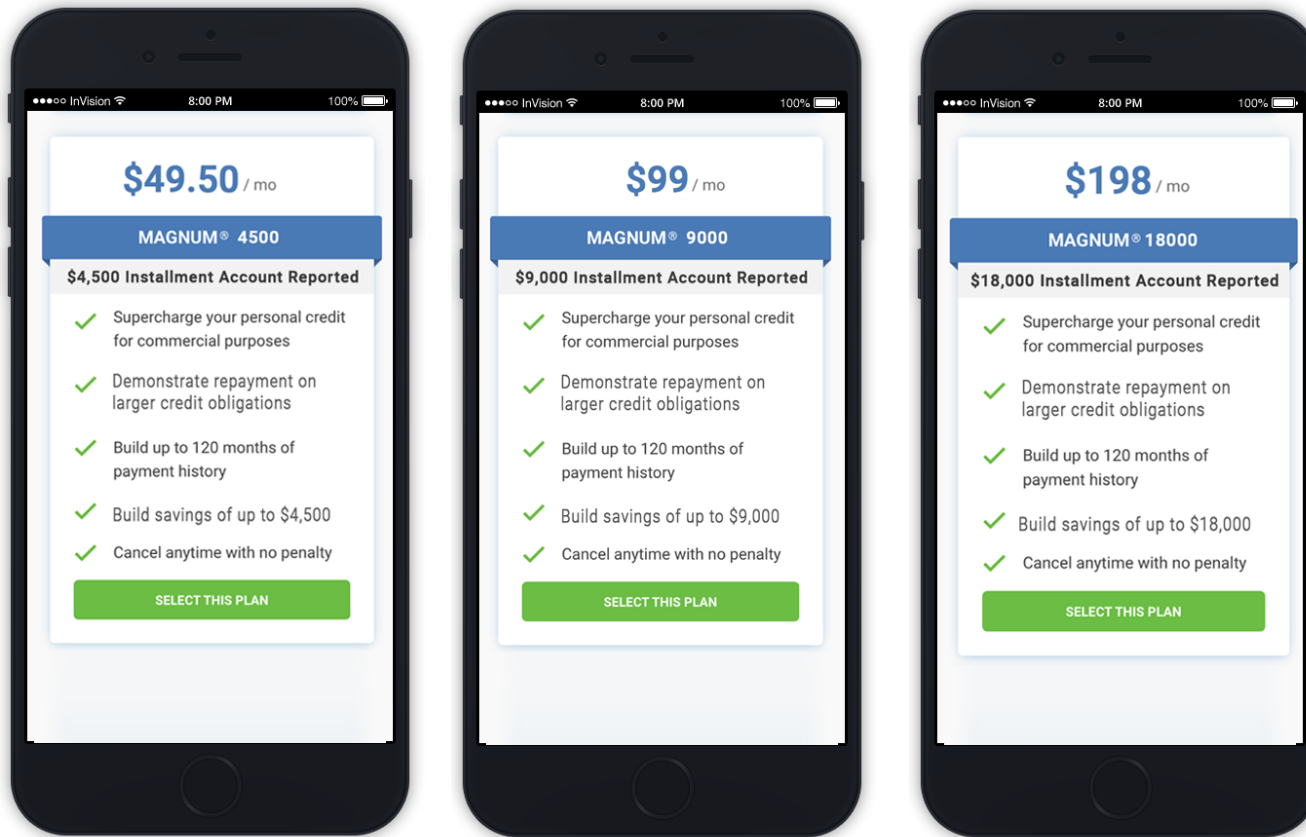 ●●●○○ InVision 8:00 PM 100%
$49.50 / mo
MAGNUM® 4500
$4,500 Installment Account Reported
Supercharge your personal credit
for commercial purposes
Demonstrate repayment on
larger credit obligations
Build up to 120 months of
payment history
Build savings of up to $4,500
Cancel anytime with no penalty
SELECT THIS PLAN
●●●○○ InVision 8:00 PM 100%
$99 / mo
MAGNUM® 9000
$9,000 Installment Account Reported
Supercharge your personal credit
for commercial purposes
Demonstrate repayment on
larger credit obligations
Build up to 120 months of
payment history
Build savings of up to $9,000
Cancel anytime with no penalty
SELECT THIS PLAN
●●●○○ InVision 8:00 PM 100%
$198 / mo
MAGNUM® 18000
$18,000 Installment Account Reported
Supercharge your personal credit
for commercial purposes
Demonstrate repayment on
larger credit obligations
Build up to 120 months of
payment history
Build savings of up to $18,000
Cancel anytime with no penalty
SELECT THIS PLAN